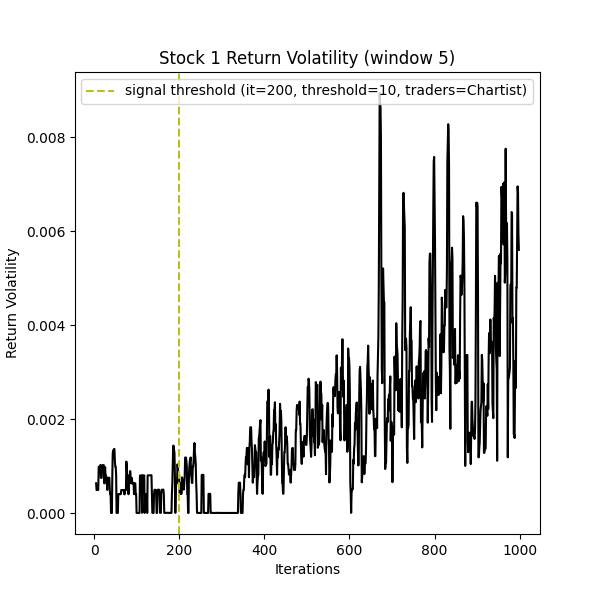 Stock 1 Return Volatility (window 5)
signal threshold (it=200, threshold=10, traders=Chartist)
0.008
0.006
0.004
0.002
0.000
Return Volatility
0 200 400 600 800 1000
Iterations